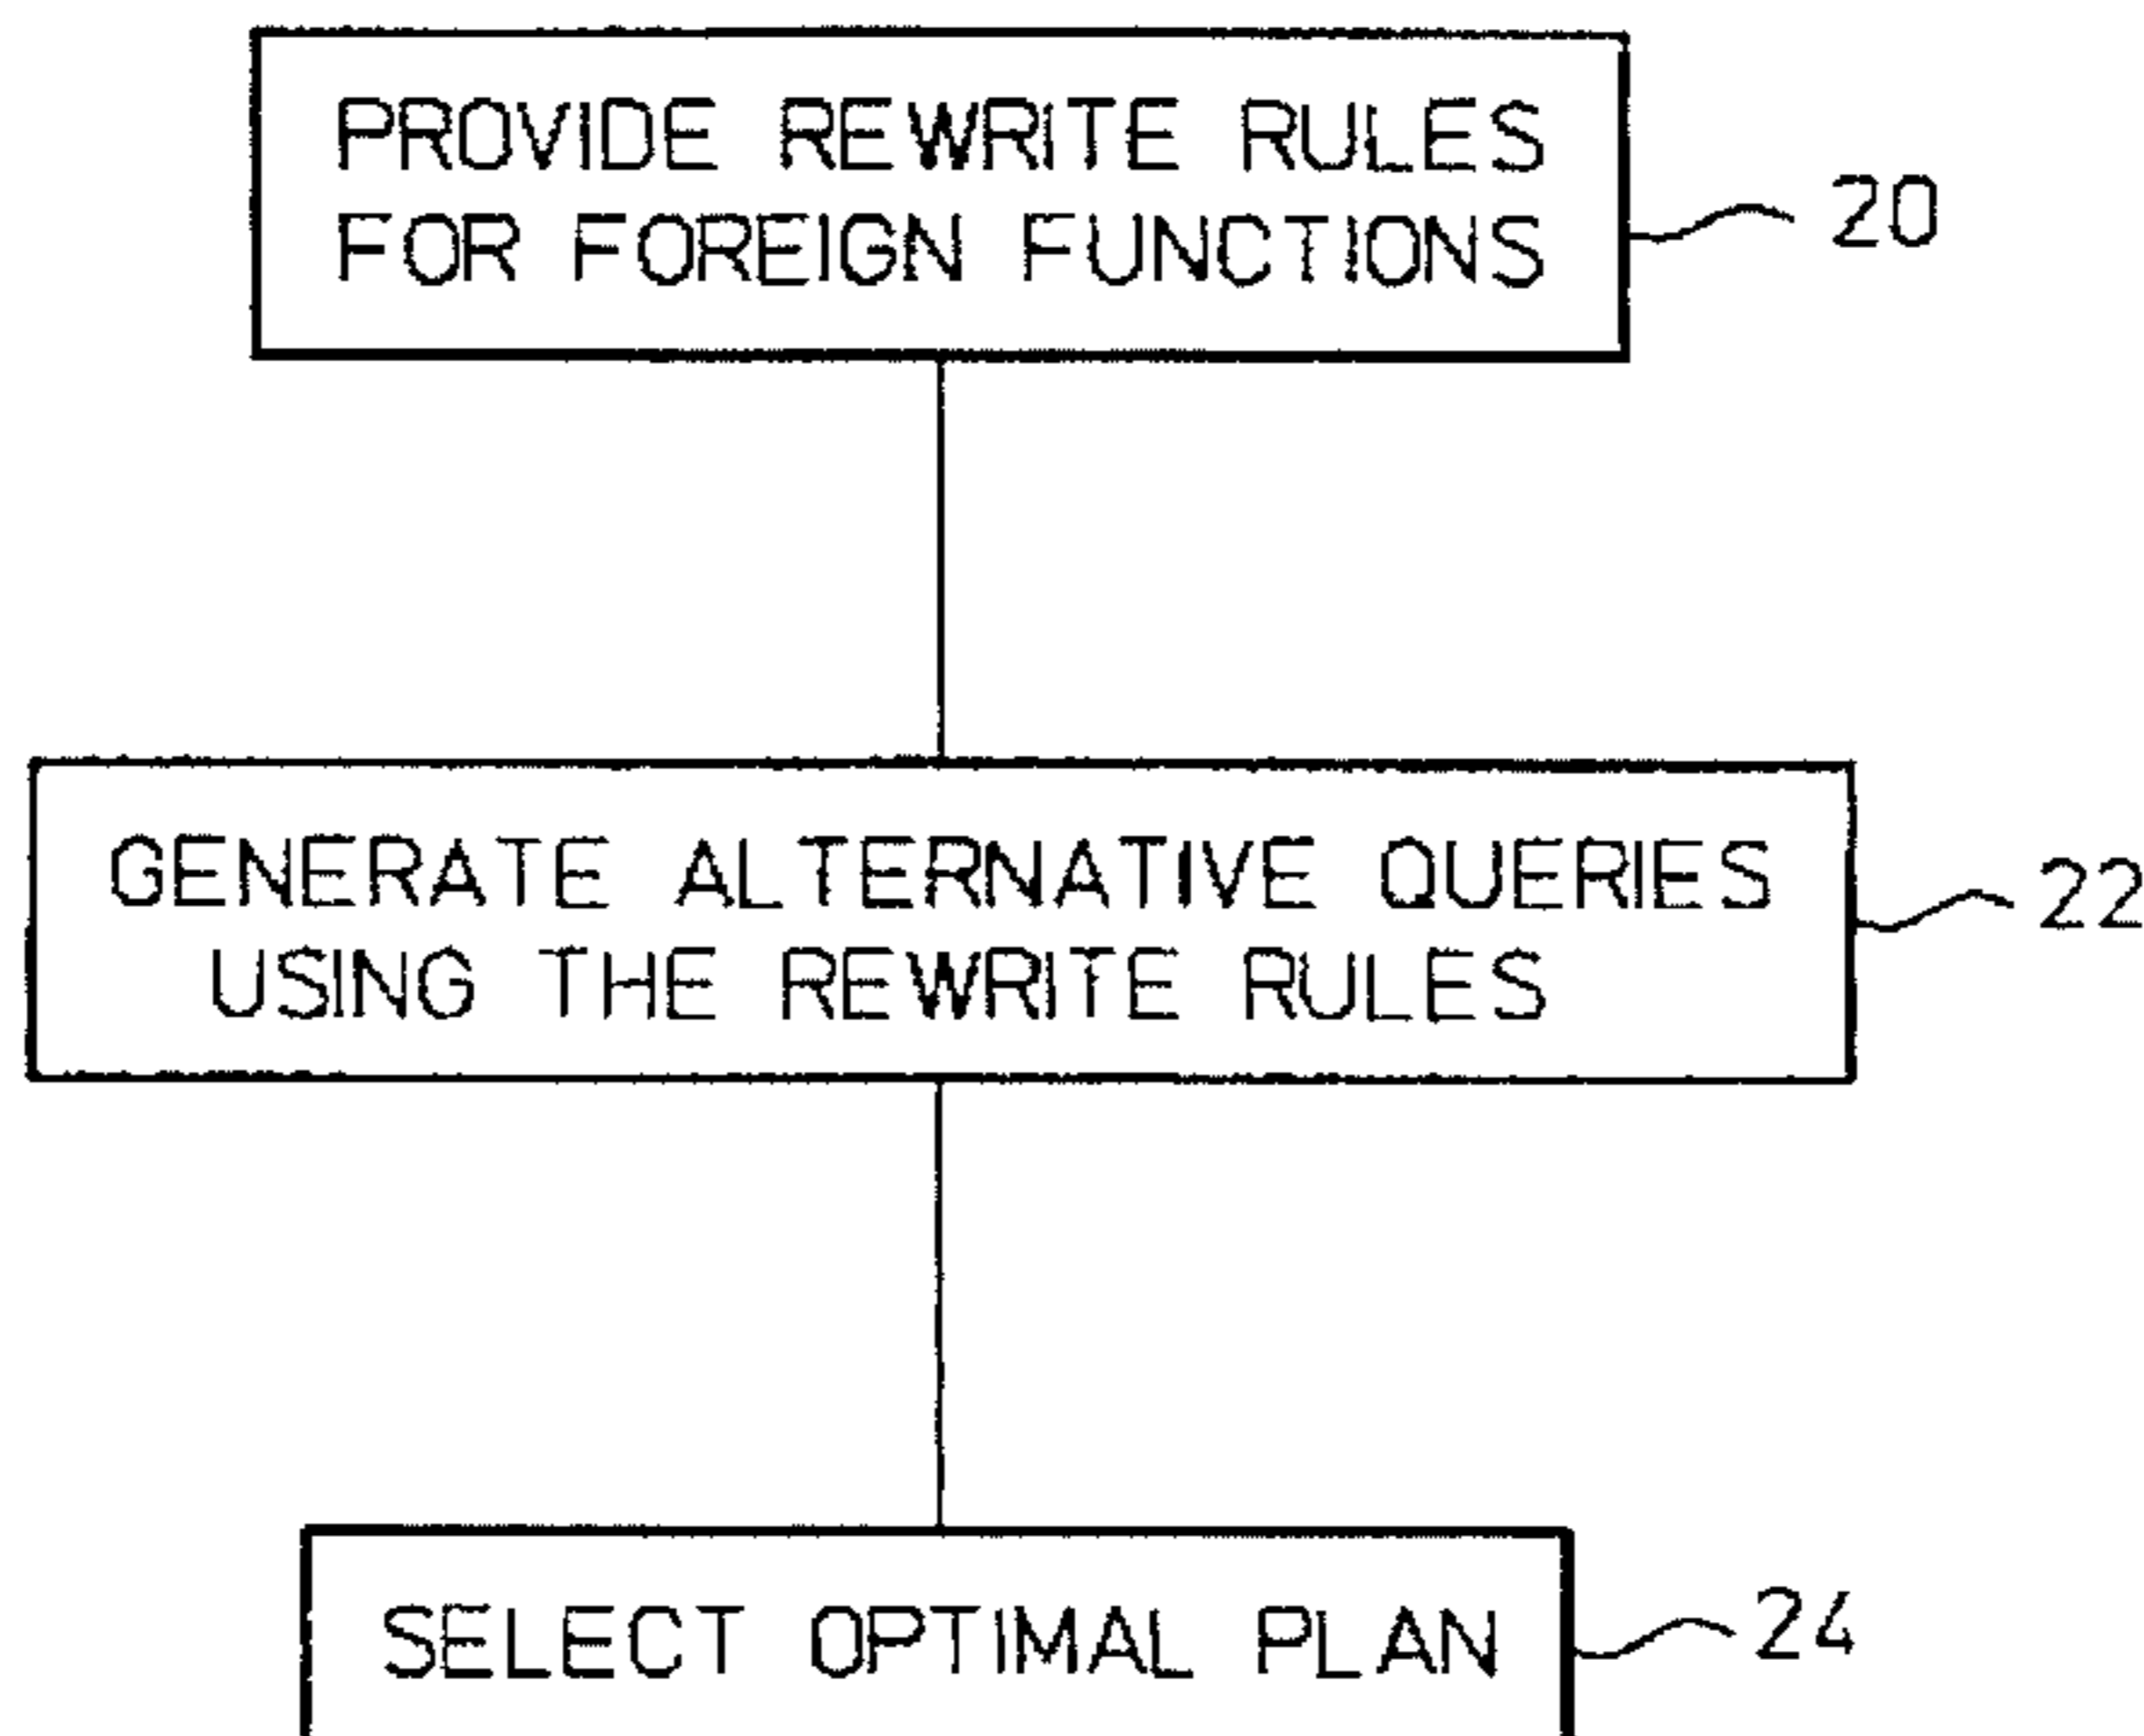 PROVIDE REWRITE RULES
FOR FOREIGN FUNCTIONS
20
GENERATE ALTERNATIVE QUERIES
USING THE REWRITE RULES
22
SELECT OPTIMAL PLAN
24